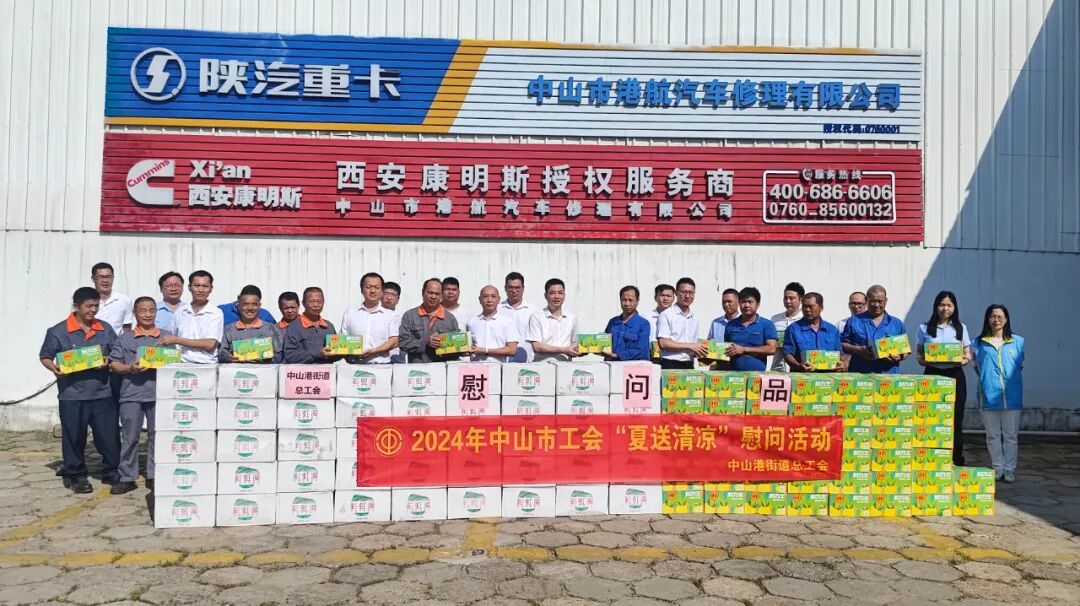 陕汽重卡
中山市港航汽车修理有限公司
授权代码:0760001
Cummins
Xi'an
西安康明斯
西安康明斯授权服务商
中山市港航汽车修理有限公司
服务热线
400-686-6606
0760-85600132
中山港街道
总工会
慰问品
2024年中山市工会“夏送清凉”慰问活动
中山港街道总工会